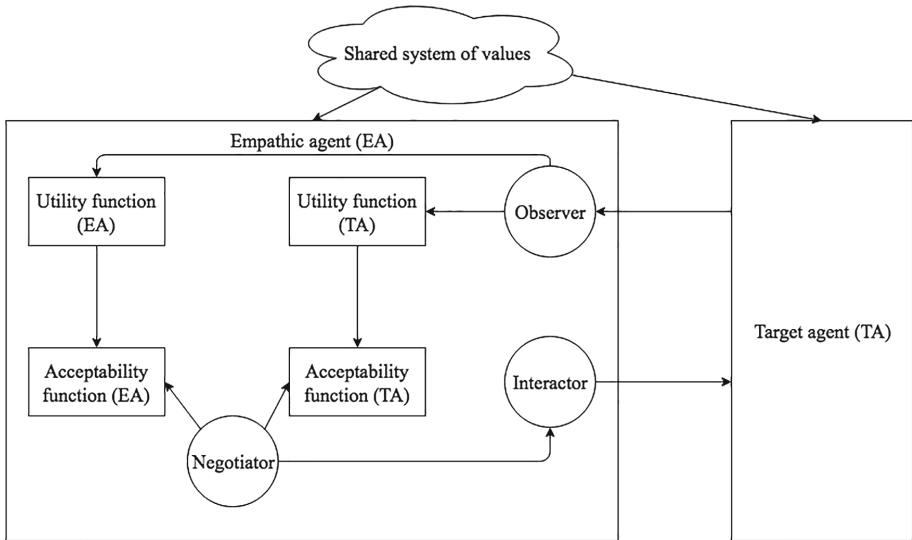 Shared system of values
Empathic agent (EA)
Utility function
(EA)
Utility function
(TA)
Observer
Target agent (TA)
Acceptability
function (EA)
Acceptability
function (TA)
Interactor
Negotiator